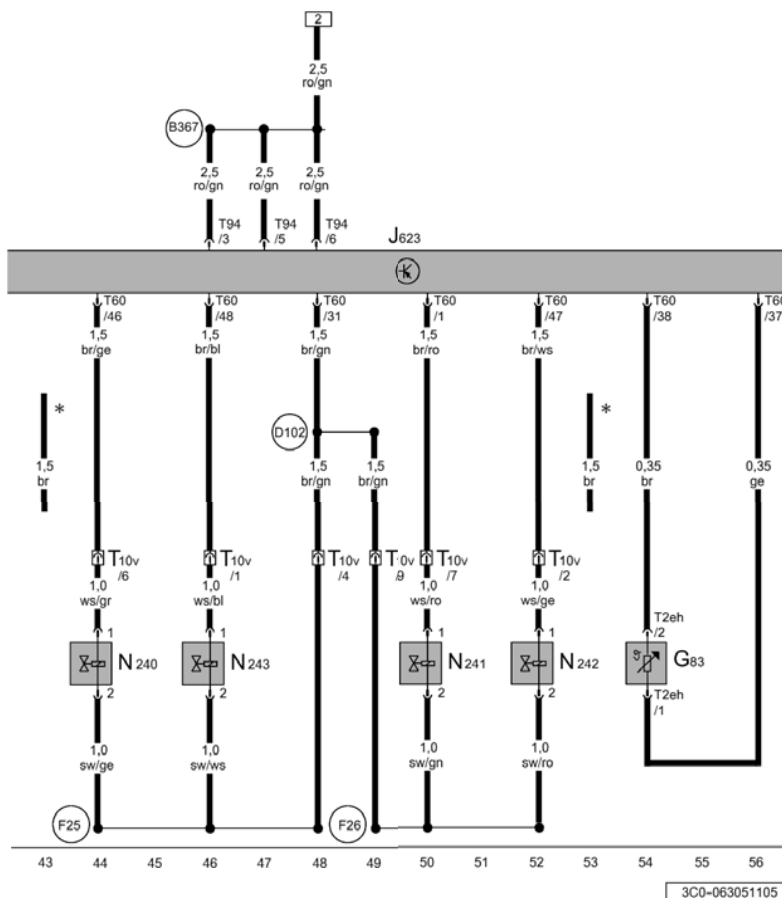 2
2,5
ro/gn
B367
2,5 2,5 2,5
ro/gn ro/gn ro/gn
T94 T94 T94
/3 /5 /6
J623
T60 T60 T60 T60 T60 T60 T60
/46 /48 /31 /1 /47 /38 /37
1,5 1,5 1,5 1,5 1,5
br/ge br/bl br/gn br/ro br/ws
* *
D102
1,5 1,5 1,5 1,5 0,35 0,35
br br/gn br/gn br br ge
T10v T10v T10v T10v T10v T10v
/6 /1 /4 /9 /7 /2
1,0 1,0 1,0 1,0
ws/gr ws/bl ws/ro ws/ge
T2eh
/2
1 1 1 1
N240 N243 N241 N242 G83
2 2 2 2
T2eh
/1
1,0 1,0 1,0 1,0
sw/ge sw/ws sw/gn sw/ro
F25 F26
43 44 45 46 47 48 49 50 51 52 53 54 55 56
3C0-063051105